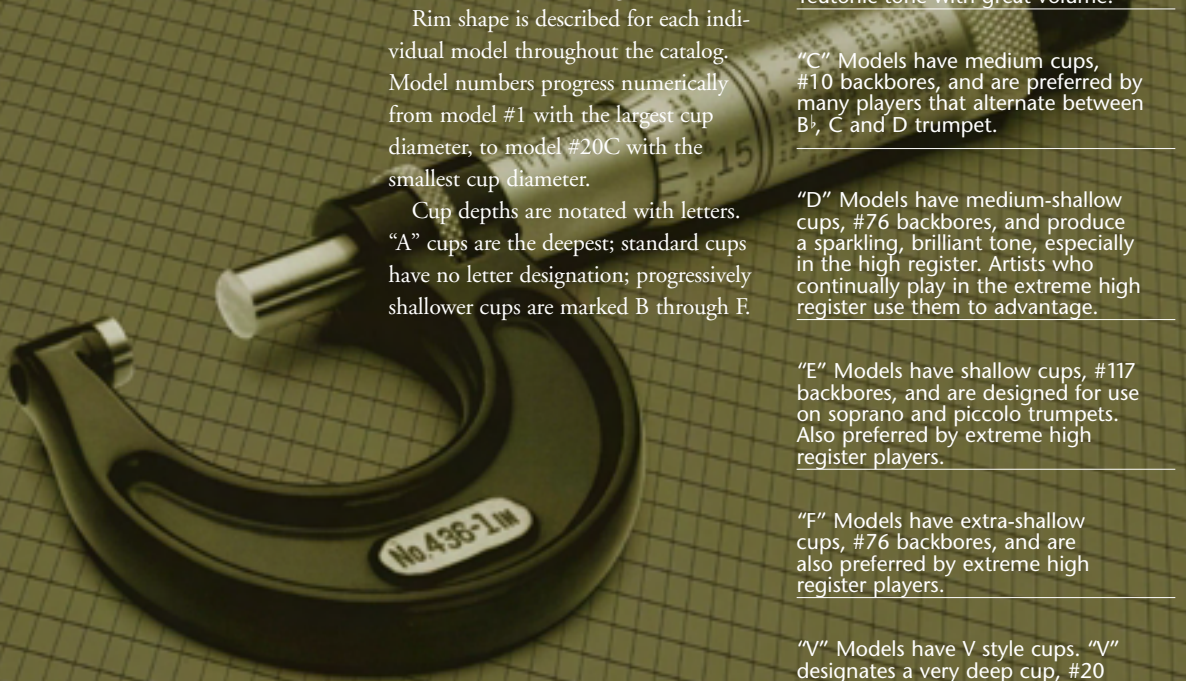 Rim shape is described for each indi-
vidual model throughout the catalog.
Model numbers progress numerically
from model #1 with the largest cup
diameter, to model #20C with the
smallest cup diameter.
Cup depths are notated with letters.
“A” cups are the deepest; standard cups
have no letter designation; progressively
shallower cups are marked B through F.
Teutonic tone with great volume.
“C” Models have medium cups,
#10 backbores, and are preferred by
many players that alternate between
B♭, C and D trumpet.
“D” Models have medium-shallow
cups, #76 backbores, and produce
a sparkling, brilliant tone, especially
in the high register. Artists who
continually play in the extreme high
register use them to advantage.
“E” Models have shallow cups, #117
backbores, and are designed for use
on soprano and piccolo trumpets.
Also preferred by extreme high
register players.
“F” Models have extra-shallow
cups, #76 backbores, and are
also preferred by extreme high
register players.
“V” Models have V style cups. “V”
designates a very deep cup, #20
15
No.436-1IN